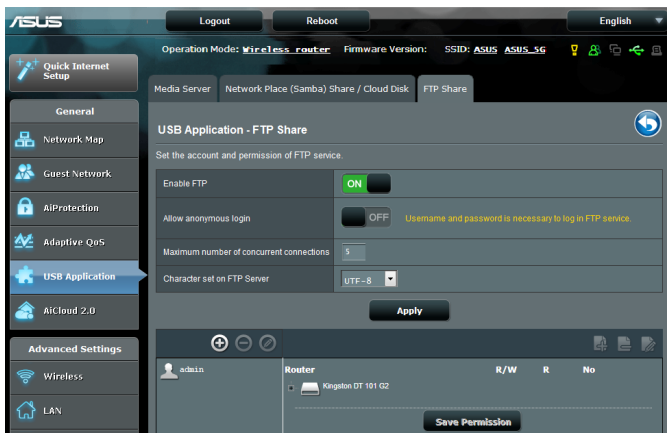 ASUS Logout Reboot English
Operation Mode: Wireless router Firmware Version: SSID: ASUS ASUS_5G
Quick Internet
Setup
General
Network Map
Guest Network
AiProtection
Adaptive QoS
USB Application
AiCloud 2.0
Advanced Settings
Wireless
LAN
Media Server Network Place (Samba) Share / Cloud Disk FTP Share
USB Application - FTP Share
Set the account and permission of FTP service.
Enable FTP ON
Allow anonymous login OFF Username and password is necessary to log in FTP service.
Maximum number of concurrent connections 5
Character set on FTP Server UTF-8
Apply
admin Router R/W R No
Kingston DT 101 G2
Save Permission